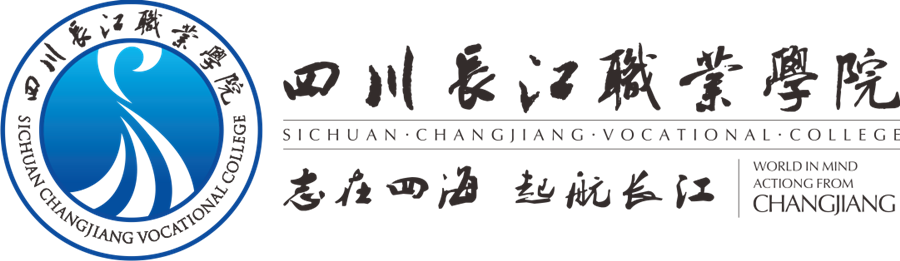 四川長江職業學院
SICHUAN CHANGJIANG VOCATIONAL COLLEGE
四川長江職業學院
SICHUAN·CHANGJIANG·VOCATIONAL·COLLEGE
志在四海 起航长江
WORLD IN MIND
ACTIONG FROM
CHANGJIANG